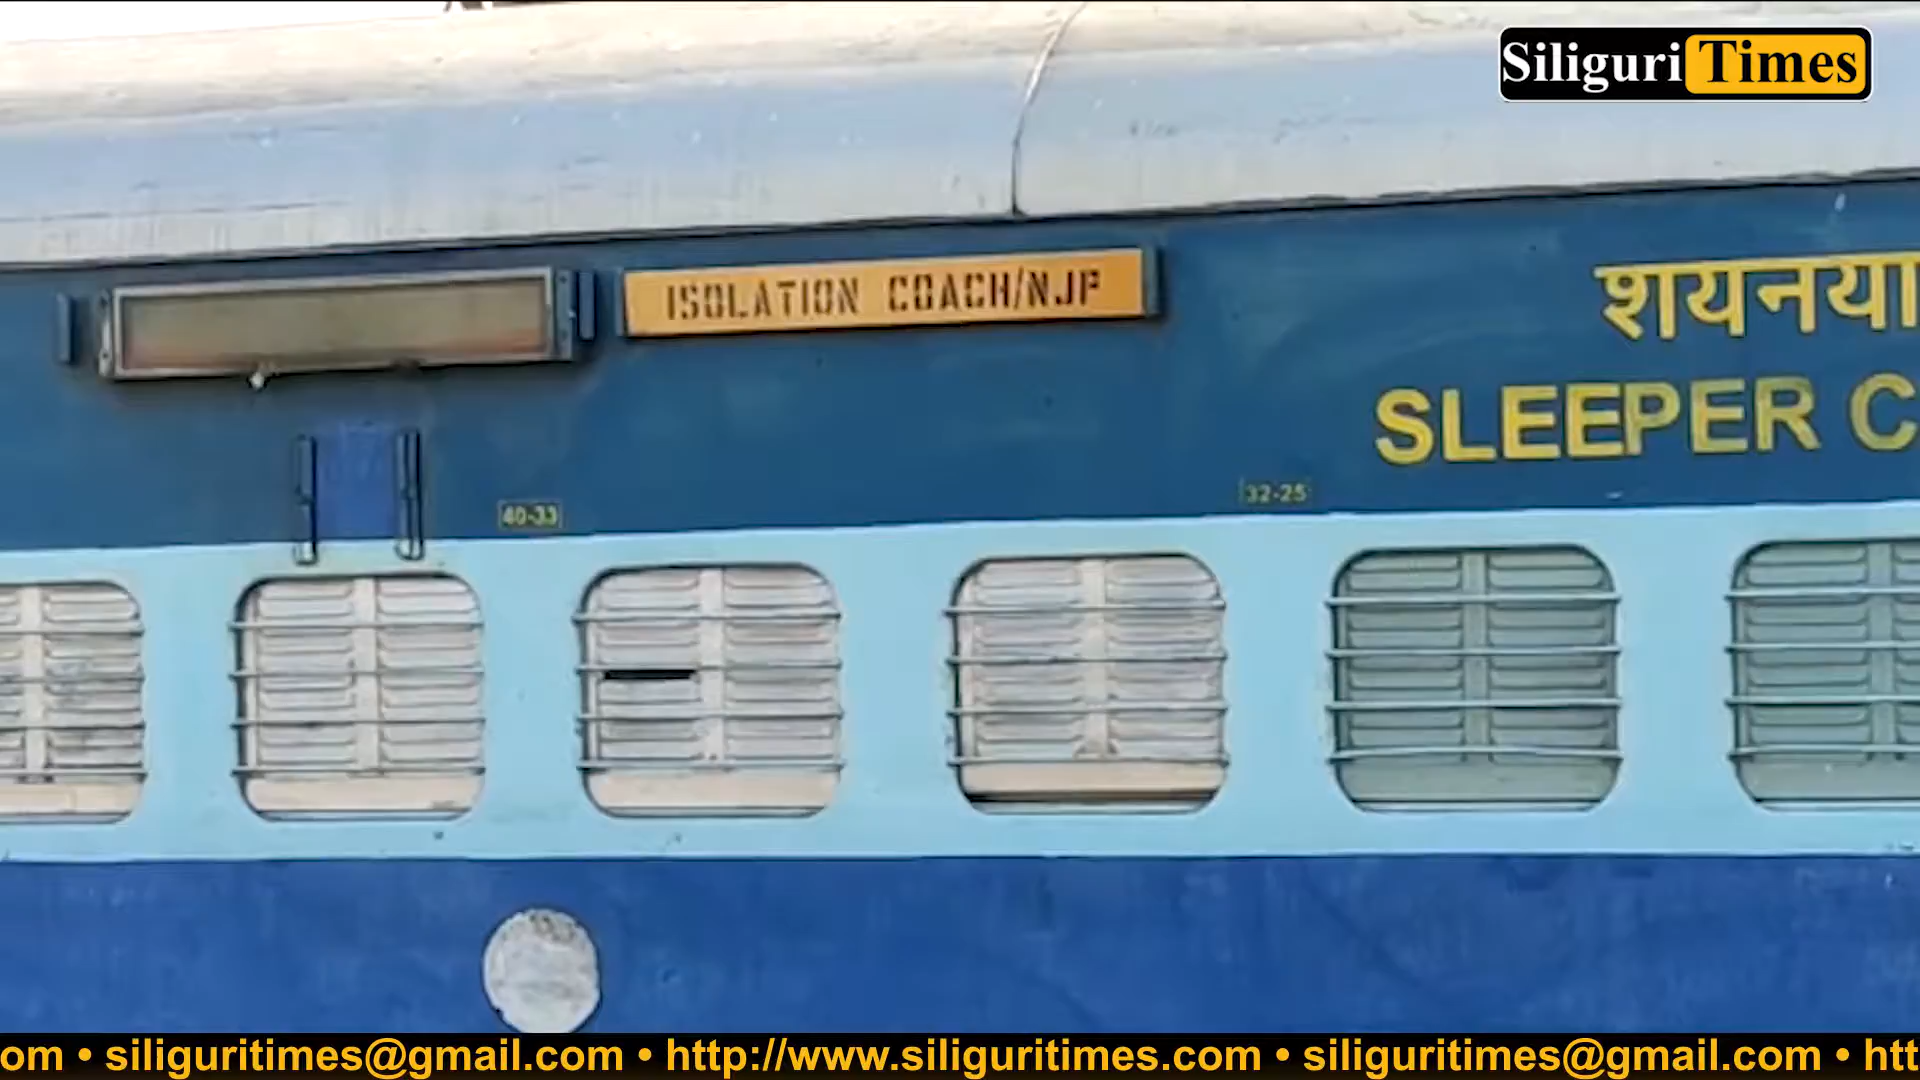 Siliguri Times
ISOLATION COACH/NJP
शयनया
SLEEPER C
40-33
32-25
om • siliguritimes@gmail.com • http://www.siliguritimes.com • siliguritimes@gmail.com • htt